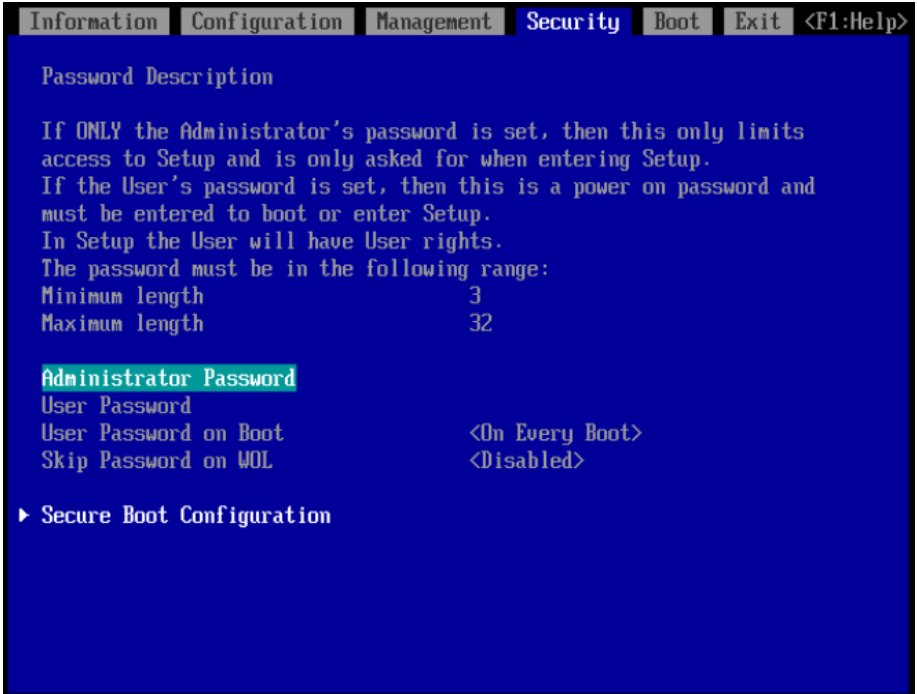 Information Configuration Management Security Boot Exit <F1:Help>
Password Description
If ONLY the Administrator's password is set, then this only limits
access to Setup and is only asked for when entering Setup.
If the User's password is set, then this is a power on password and
must be entered to boot or enter Setup.
In Setup the User will have User rights.
The password must be in the following range:
Minimum length 3
Maximum length 32
Administrator Password
User Password
User Password on Boot <On Every Boot>
Skip Password on WOL <Disabled>
Secure Boot Configuration